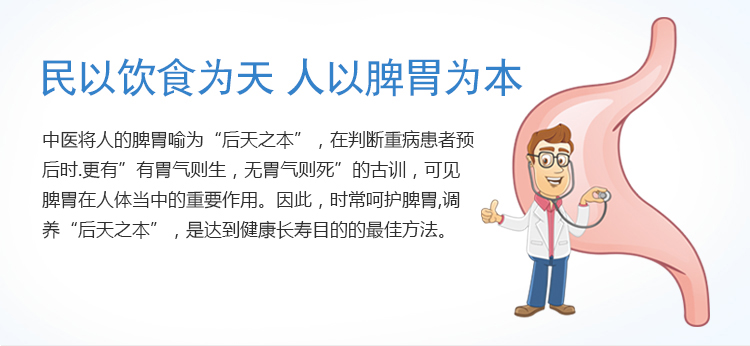 民以饮食为天 人以脾胃为本
中医将人的脾胃喻为“后天之本”，在判断重病患者预
后时.更有”有胃气则生，无胃气则死”的古训，可见
脾胃在人体当中的重要作用。因此，时常呵护脾胃,调
养“后天之本”，是达到健康长寿目的的最佳方法。